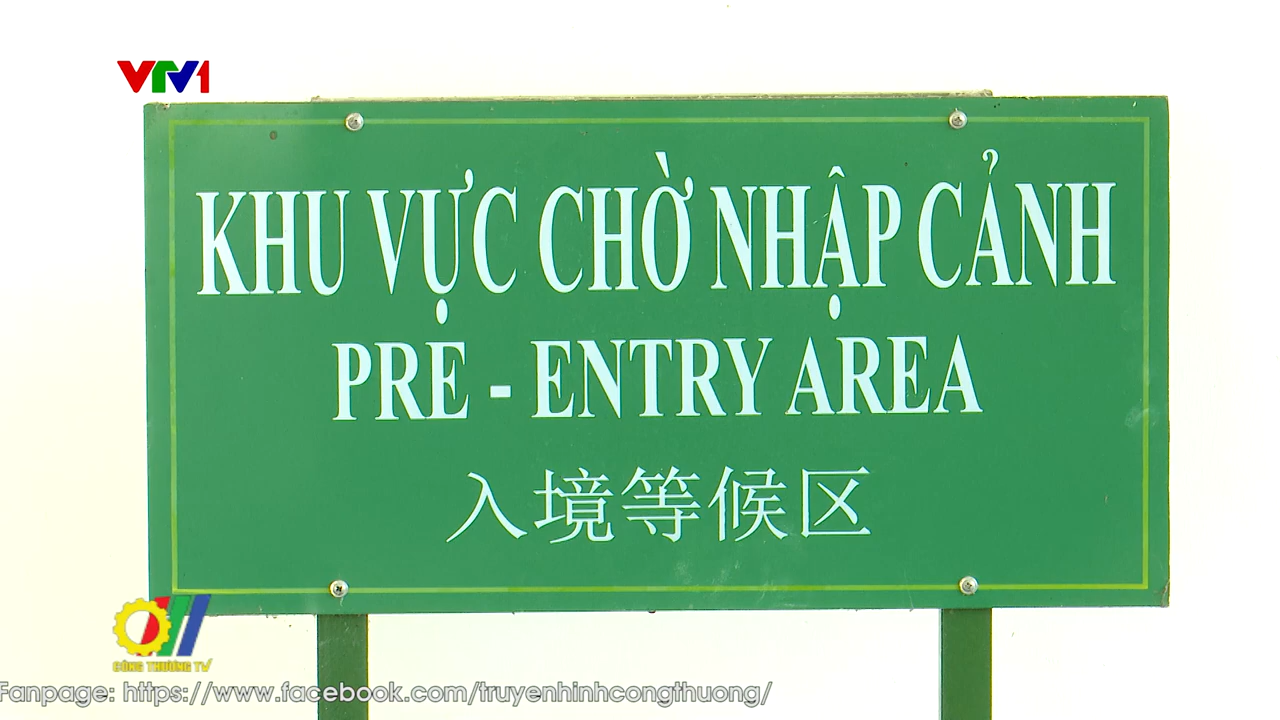 VTV1
KHU VỰC CHỜ NHẬP CẢNH
PRE - ENTRY AREA
入境等候区
CÔNG THƯƠNG TV
Fanpage: https://www.facebook.com/truyenhinhcongthuong/